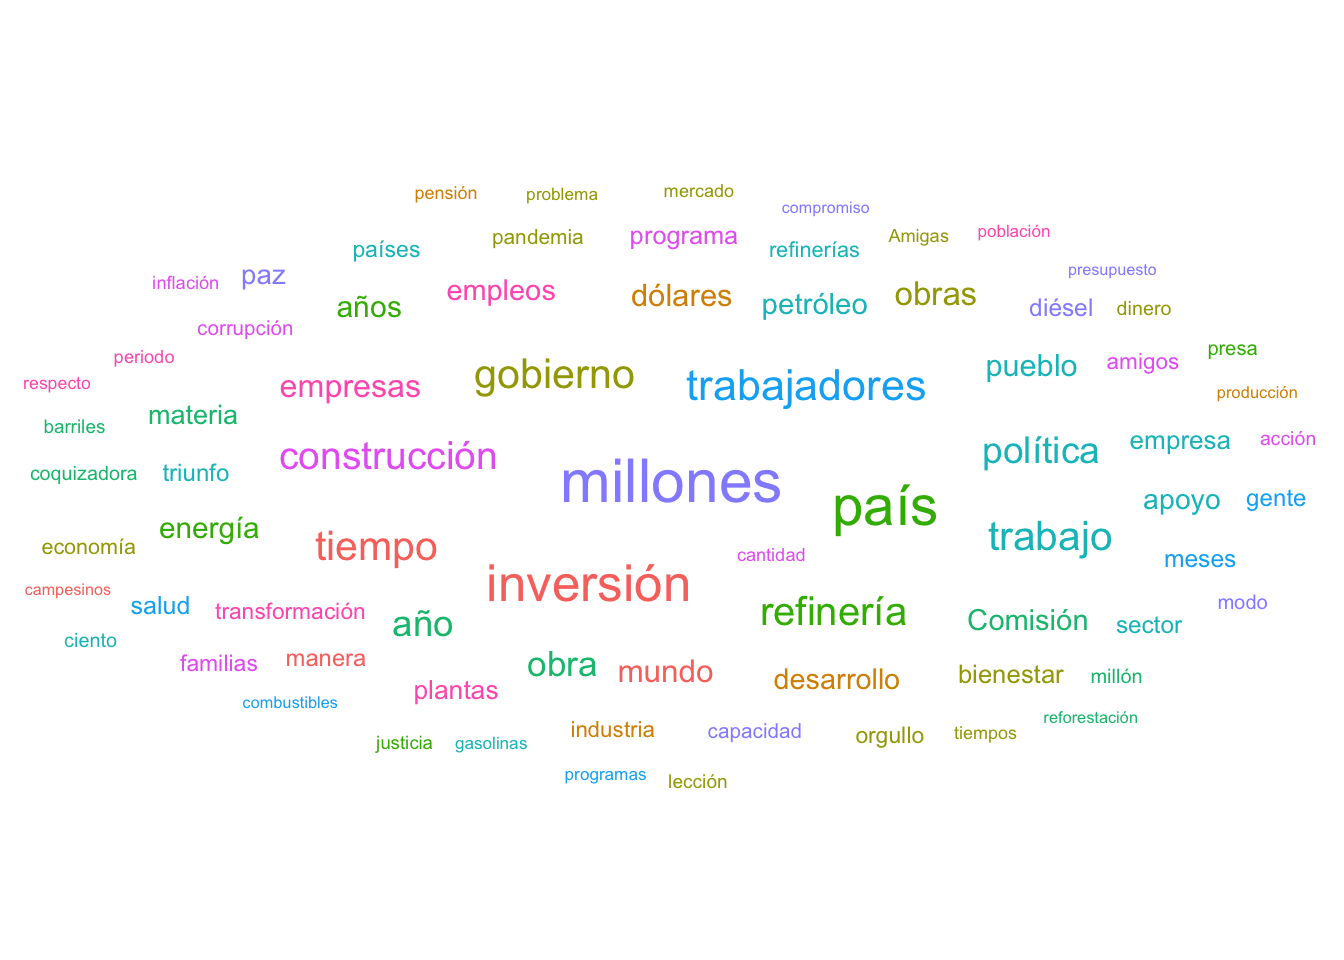 pensión
problema
mercado
compromiso
países
pandemia
programa
refinerías
Amigas
población
inflación
paz
empleos
presupuesto
años
dólares
petróleo
obras
diésel
dinero
corrupción
periodo
presa
respecto
empresas
gobierno
trabajadores
pueblo
amigos
producción
materia
barriles
construcción
política
empresa
acción
coquizadora
triunfo
millones
país
apoyo
gente
energía
economía
tiempo
trabajo
cantidad
meses
campesinos
salud
transformación
inversión
refinería
modo
ciento
año
Comisión
sector
familias
manera
obra
mundo
desarrollo
bienestar
millón
plantas
combustibles
reforestación
justicia
gasolinas
industria
capacidad
orgullo
tiempos
programas
lección